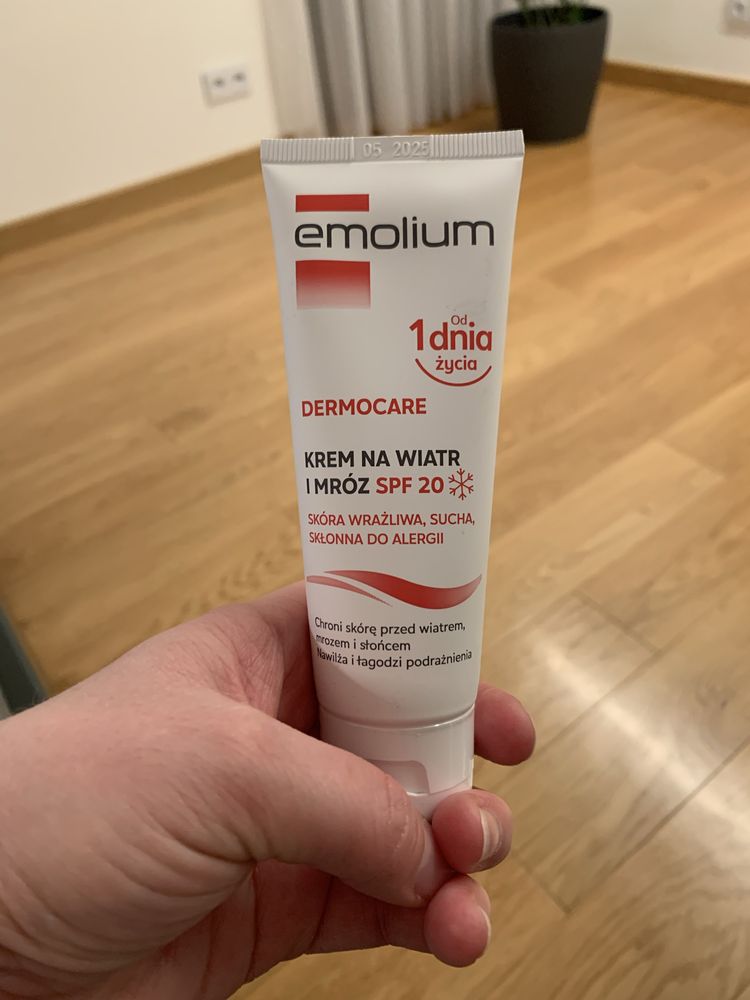 05 2025
emolium
Od
1 dnia
życia
DERMOCARE
KREM NA WIATR
I MRÓZ SPF 20
SKÓRA WRAŻLIWA, SUCHA,
SKŁONNA DO ALERGII
Chroni skórę przed wiatrem,
mrozem i słońcem
Nawilża i łagodzi podrażnienia